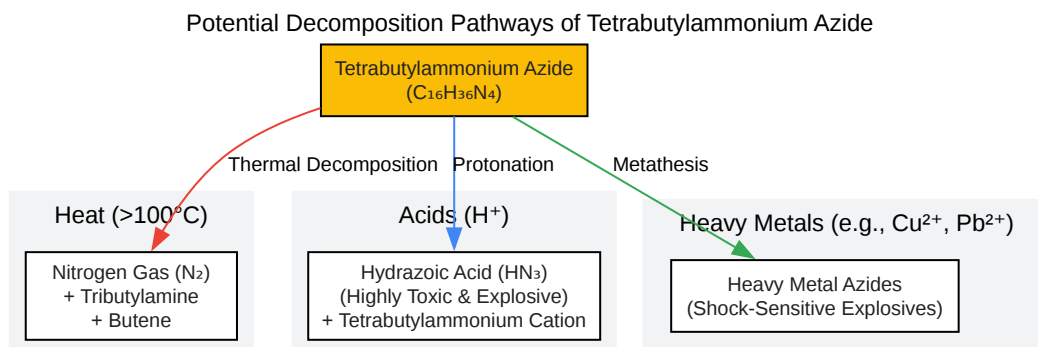 Potential Decomposition Pathways of Tetrabutylammonium Azide
Tetrabutylammonium Azide
(C₁₆H₃₆N₄)
Thermal Decomposition
Protonation
Metathesis
Heat (>100°C)
Acids (H⁺)
Heavy Metals (e.g., Cu²⁺, Pb²⁺)
Nitrogen Gas (N₂)
+ Tributylamine
+ Butene
Hydrazoic Acid (HN₃)
(Highly Toxic & Explosive)
+ Tetrabutylammonium Cation
Heavy Metal Azides
(Shock-Sensitive Explosives)